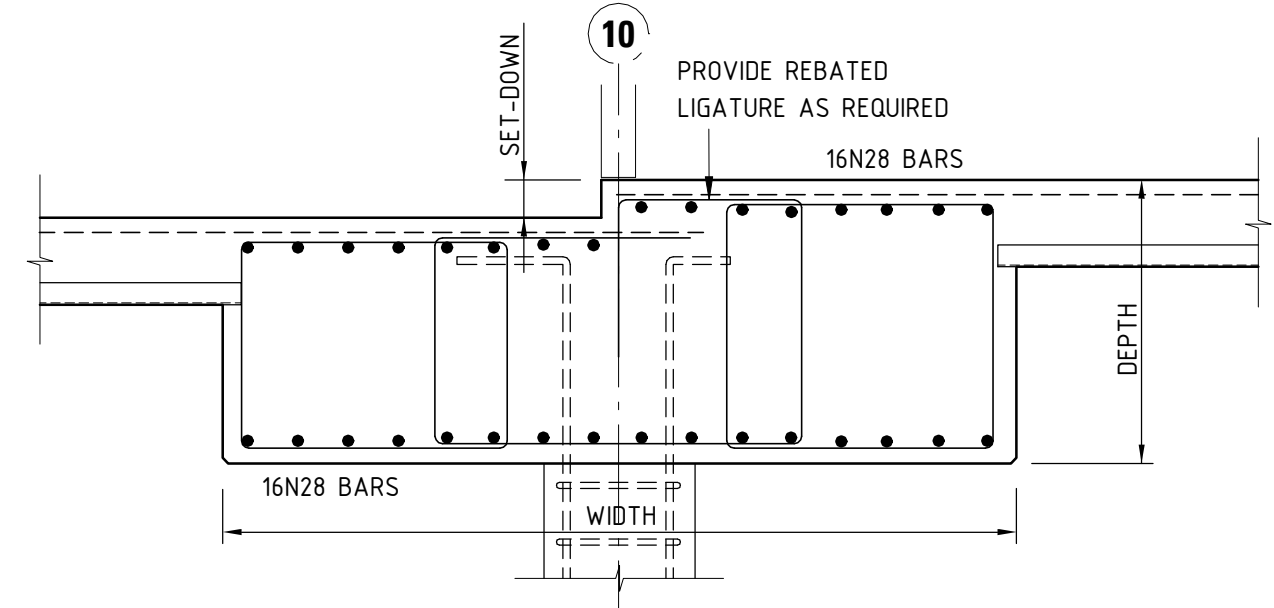 10
SET-DOWN
PROVIDE REBATED
LIGATURE AS REQUIRED
16N28 BARS
DEPTH
16N28 BARS
WIDTH